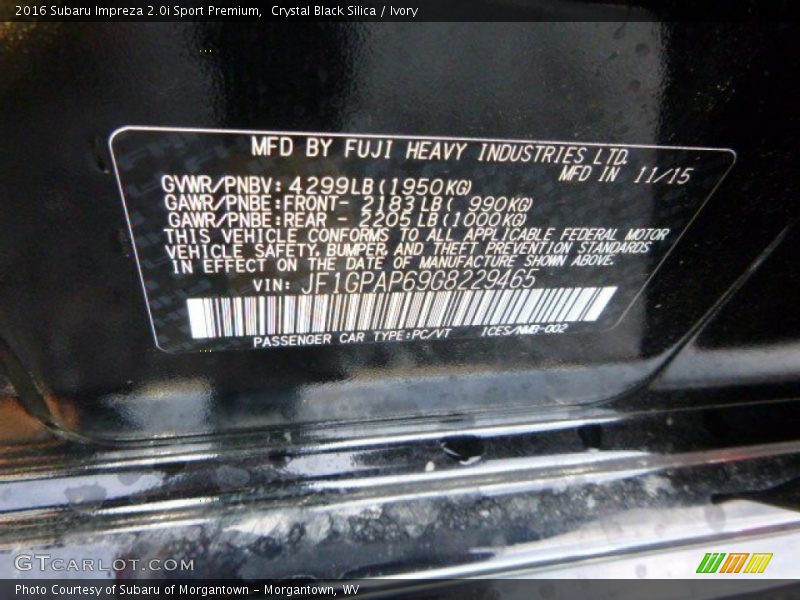 2016 Subaru Impreza 2.0i Sport Premium,  Crystal Black Silica / Ivory
MFD BY FUJI HEAVY INDUSTRIES LTD.
MFD IN 11/15
GVWR/PNBV: 4299LB(1950KG)
GAWR/PNBE:FRONT- 2183LB( 990KG)
GAWR/PNBE:REAR - 2205LB(1000KG)
THIS VEHICLE CONFORMS TO ALL APPLICABLE FEDERAL MOTOR
VEHICLE SAFETY, BUMPER, AND THEFT PREVENTION STANDARDS
IN EFFECT ON THE DATE OF MANUFACTURE SHOWN ABOVE.
VIN: JF1GPAP69G8229465
PASSENGER CAR TYPE:PC/VT ICES/NMB-002
GTcarlot.com
Photo Courtesy of Subaru of Morgantown - Morgantown, WV